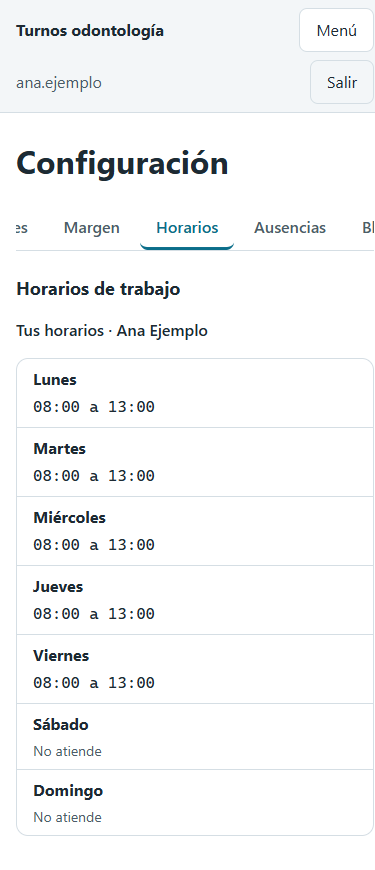 Turnos odontología
Menú
ana.ejemplo
Salir
Configuración
es Margen Horarios Ausencias Bl
Horarios de trabajo
Tus horarios · Ana Ejemplo
Lunes
08:00 a 13:00
Martes
08:00 a 13:00
Miércoles
08:00 a 13:00
Jueves
08:00 a 13:00
Viernes
08:00 a 13:00
Sábado
No atiende
Domingo
No atiende